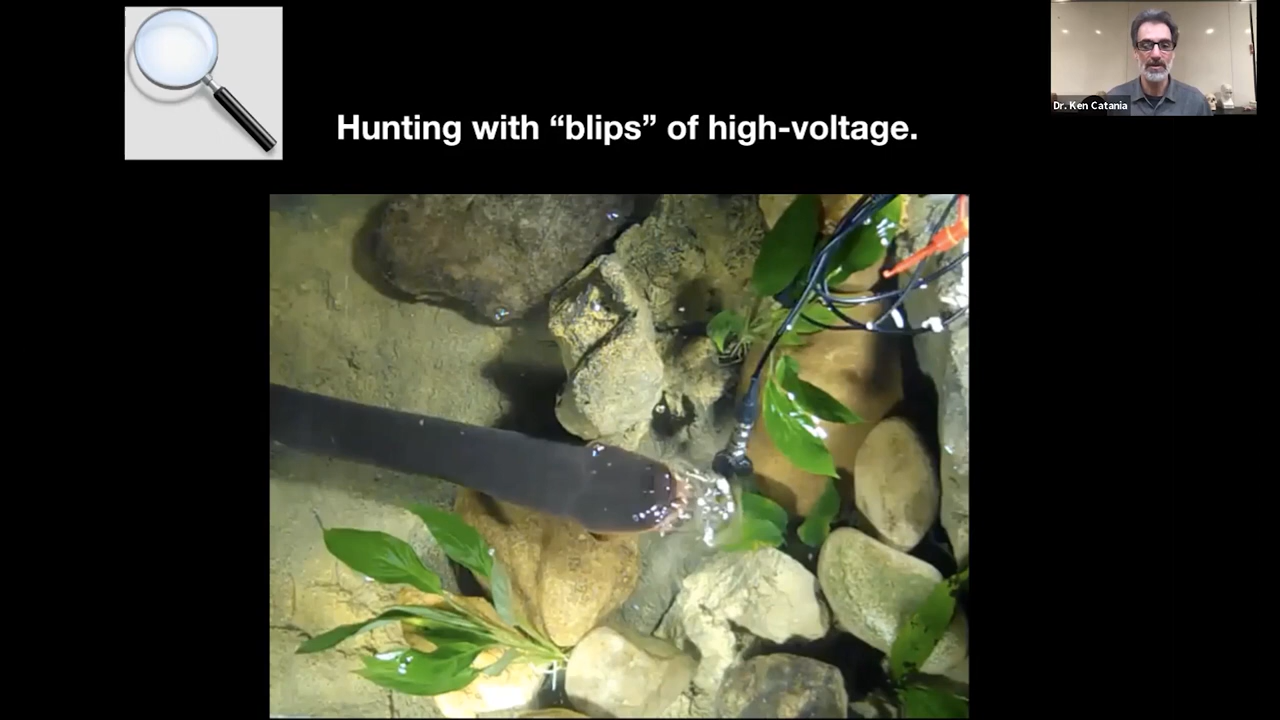 Hunting with “blips” of high-voltage.
Dr. Ken Catania